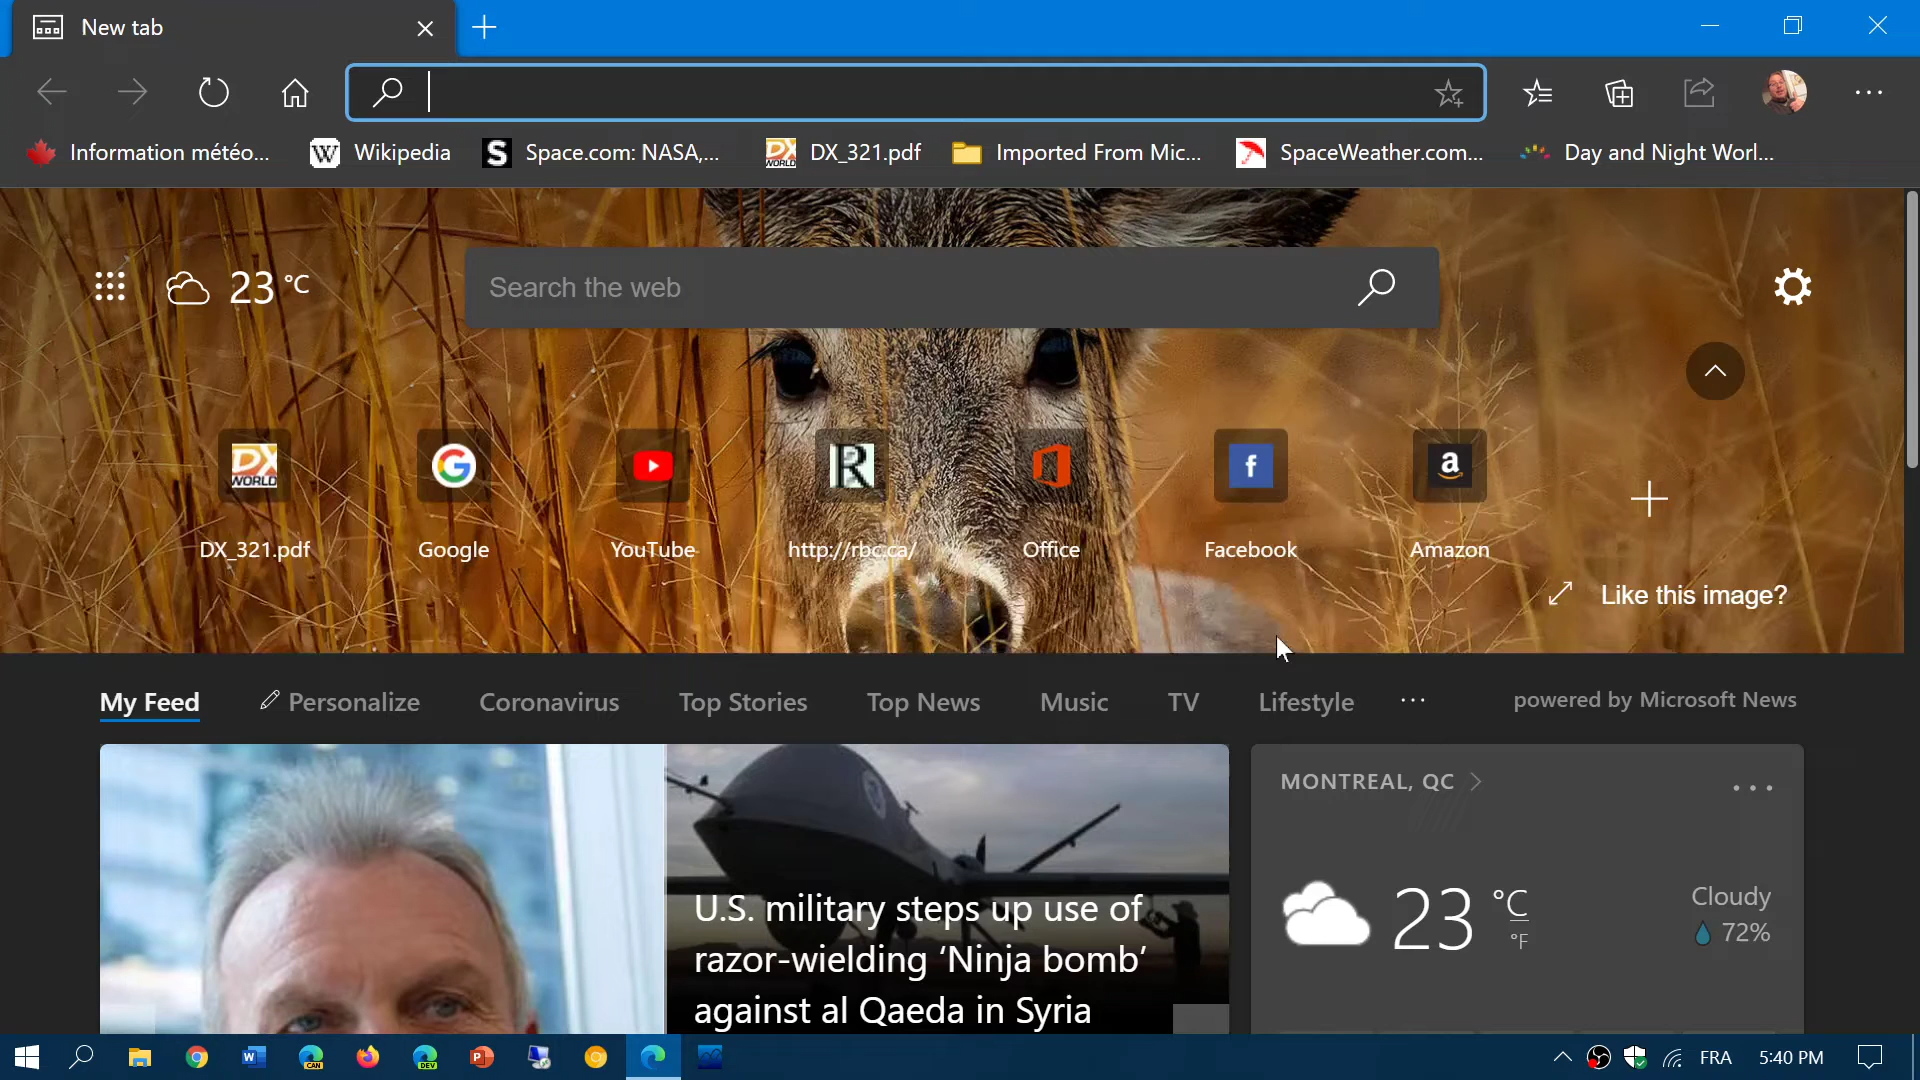 New tab
Information météo...
Wikipedia
Space.com: NASA,...
DX_321.pdf
Imported From Mic...
SpaceWeather.com...
Day and Night Worl...
23 °C
Search the web
DX_321.pdf
Google
YouTube
http://rbc.ca/
Office
Facebook
Amazon
Like this image?
My Feed
Personalize
Coronavirus
Top Stories
Top News
Music
TV
Lifestyle
powered by Microsoft News
U.S. military steps up use of
razor-wielding ‘Ninja bomb’
against al Qaeda in Syria
MONTREAL, QC
23 °C
°F
Cloudy
72%
FRA
5:40 PM